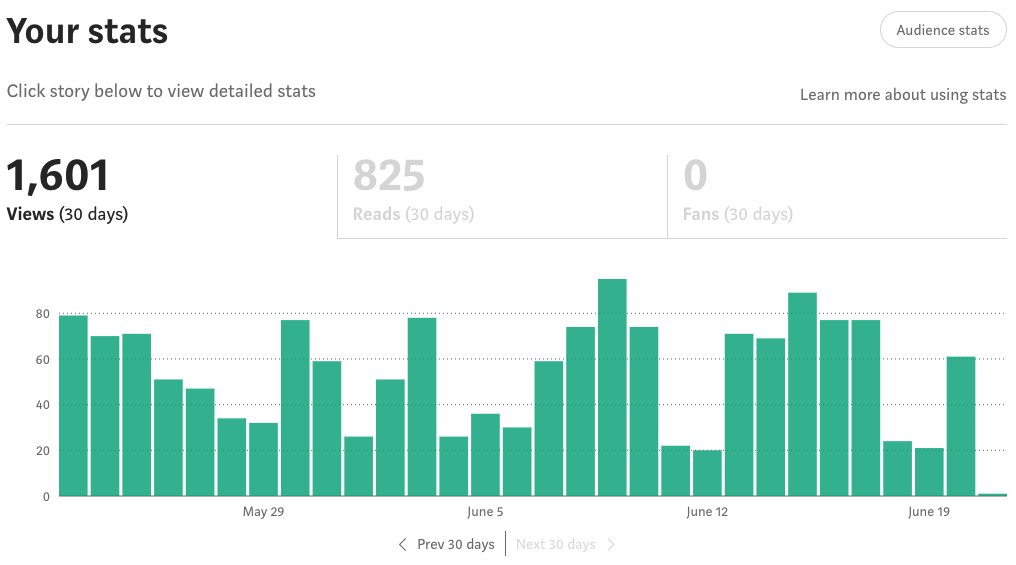 Your stats
Audience stats
Click story below to view detailed stats
Learn more about using stats
1,601
Views (30 days)
825
Reads (30 days)
0
Fans (30 days)
80
60
40
20
0
May 29
June 5
June 12
June 19
Prev 30 days
Next 30 days